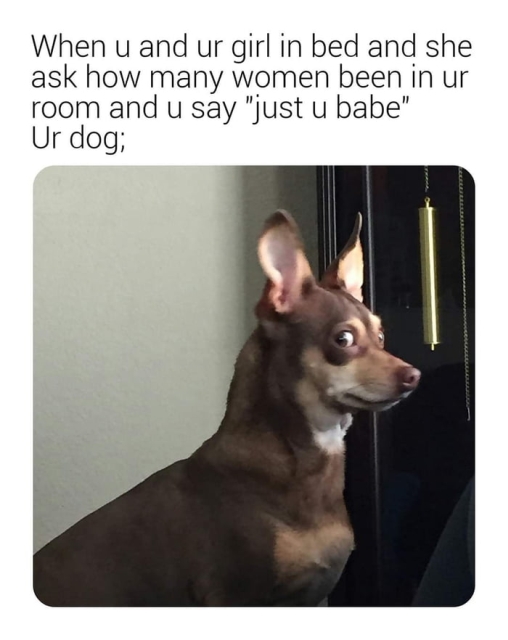 When u and ur girl in bed and she
ask how many women been in ur
room and u say "just u babe"
Ur dog;